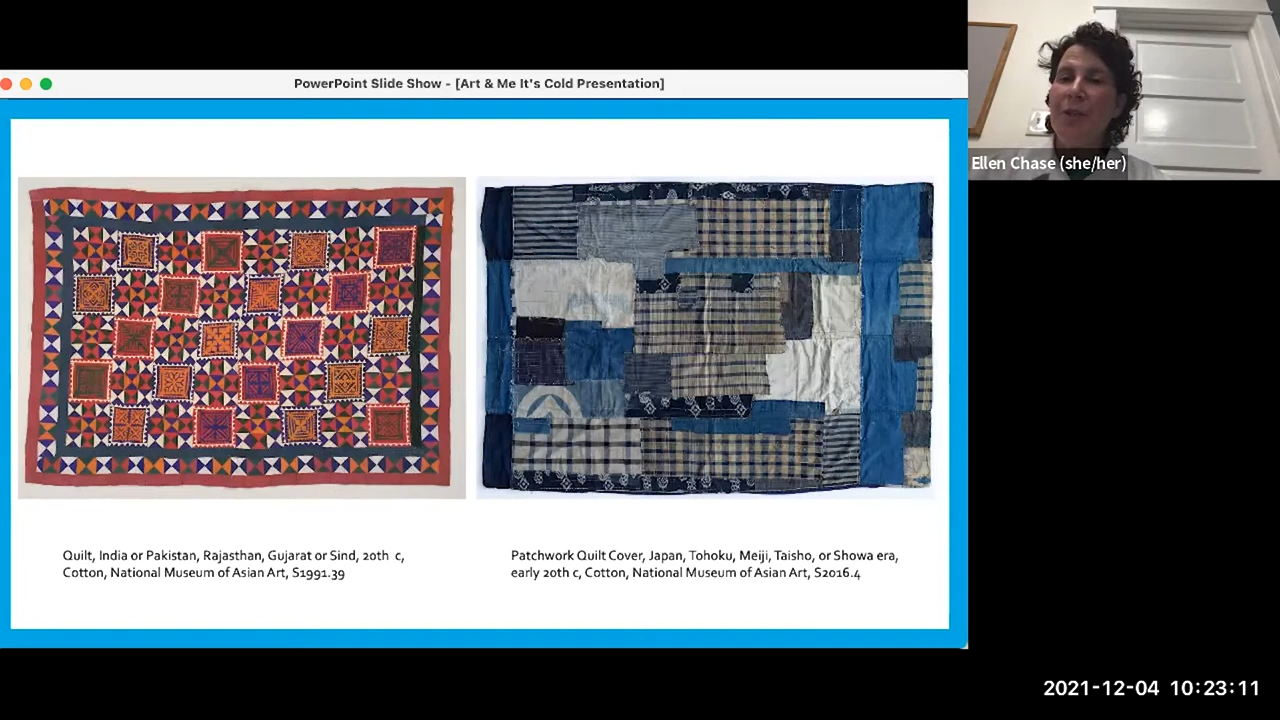 PowerPoint Slide Show - [Art & Me It's Cold Presentation]
Ellen Chase (she/her)
Quilt, India or Pakistan, Rajasthan, Gujarat or Sind, 20th c,
Cotton, National Museum of Asian Art, S1991.39
Patchwork Quilt Cover, Japan, Tohoku, Meiji, Taisho, or Showa era,
early 20th c, Cotton, National Museum of Asian Art, S2016.4
2021-12-04 10:23:11